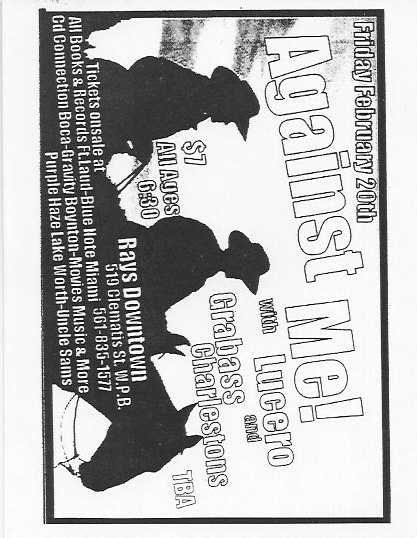 Friday February 20th
Against Me!
with Lucero and
Grabass
Charlestons
TBA
$7
All Ages
6:30
Rays Downtown
519 Clematis St. W.P.B.
561-835-1577
Tickets onsale at
All Books & Records Ft.Laud-Blue Note Miami
Cd Connection Boca-Gravity Boynton-Movies Music & More
Purple Haze Lake Worth-Uncle Sams